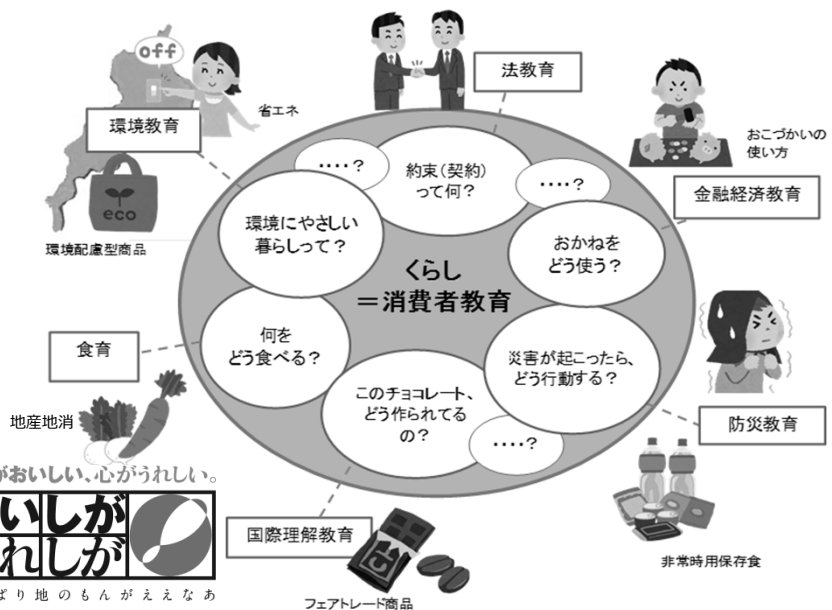 off
省エネ
環境教育
eco
環境配慮型商品
法教育
おこづかいの
使い方
金融経済教育
・・・・?
約束(契約)
って何?
・・・・?
環境にやさしい
暮らしって?
おかねを
どう使う?
くらし
=消費者教育
何を
どう食べる?
災害が起こったら、
どう行動する?
このチョコレート、
どう作られてる
の?
・・・・?
食育
地産地消
がおいしい、心がうれしい。
いしが
れしが
ぱり地のもんがええなあ
防災教育
非常時用保存食
国際理解教育
フェアトレード商品